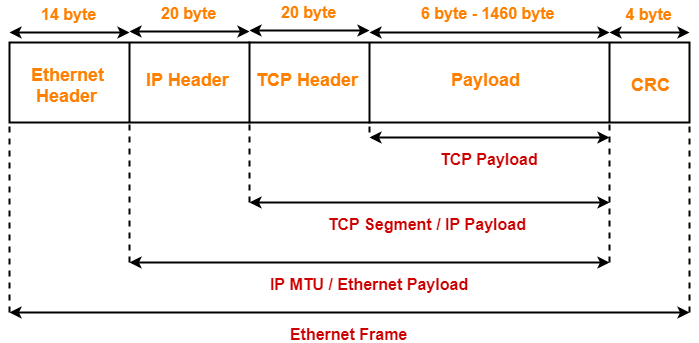 14 byte
20 byte
20 byte
6 byte - 1460 byte
4 byte
Ethernet
Header
IP Header
TCP Header
Payload
CRC
TCP Payload
TCP Segment / IP Payload
IP MTU / Ethernet Payload
Ethernet Frame